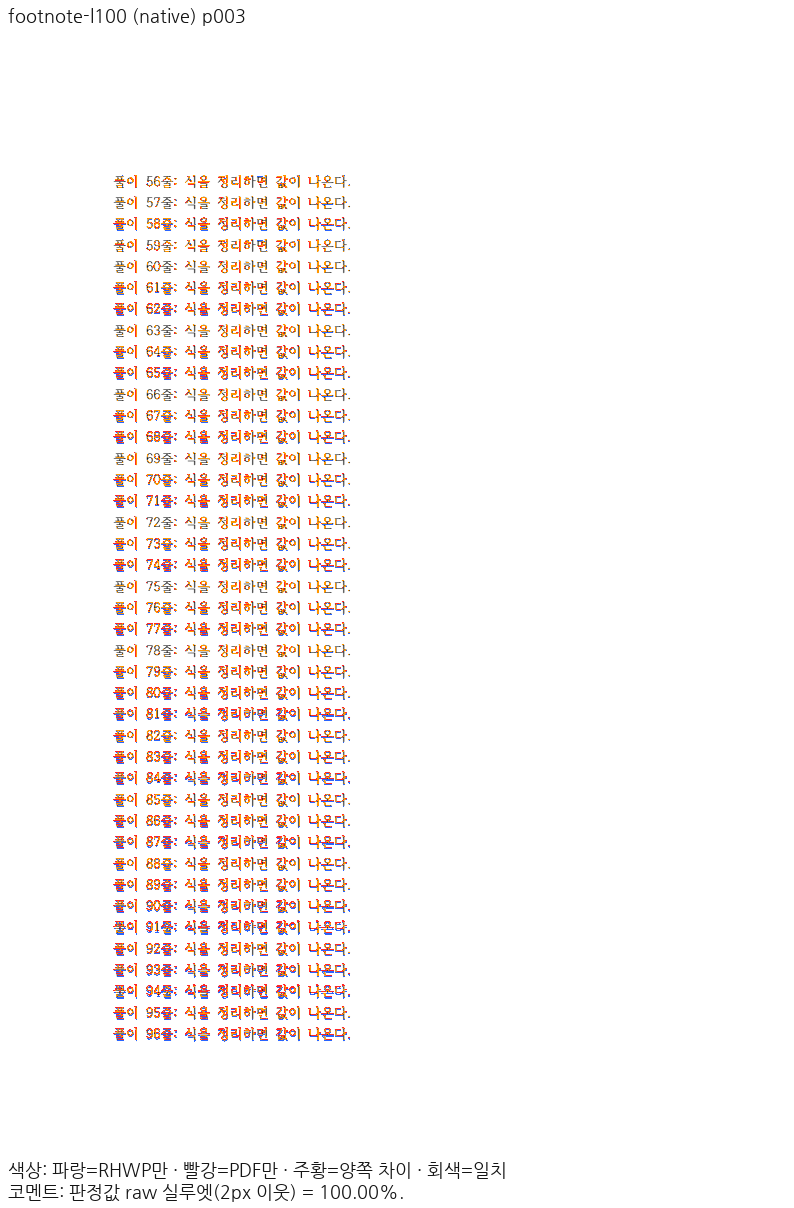 footnote-l100 (native) p003
풀이 56줄: 식을 정리하면 값이 나온다.
풀이 57줄: 식을 정리하면 값이 나온다.
풀이 58줄: 식을 정리하면 값이 나온다.
풀이 59줄: 식을 정리하면 값이 나온다.
풀이 60줄: 식을 정리하면 값이 나온다.
풀이 61줄: 식을 정리하면 값이 나온다.
풀이 62줄: 식을 정리하면 값이 나온다.
풀이 63줄: 식을 정리하면 값이 나온다.
풀이 64줄: 식을 정리하면 값이 나온다.
풀이 65줄: 식을 정리하면 값이 나온다.
풀이 66줄: 식을 정리하면 값이 나온다.
풀이 67줄: 식을 정리하면 값이 나온다.
풀이 68줄: 식을 정리하면 값이 나온다.
풀이 69줄: 식을 정리하면 값이 나온다.
풀이 70줄: 식을 정리하면 값이 나온다.
풀이 71줄: 식을 정리하면 값이 나온다.
풀이 72줄: 식을 정리하면 값이 나온다.
풀이 73줄: 식을 정리하면 값이 나온다.
풀이 74줄: 식을 정리하면 값이 나온다.
풀이 75줄: 식을 정리하면 값이 나온다.
풀이 76줄: 식을 정리하면 값이 나온다.
풀이 77줄: 식을 정리하면 값이 나온다.
풀이 78줄: 식을 정리하면 값이 나온다.
풀이 79줄: 식을 정리하면 값이 나온다.
풀이 80줄: 식을 정리하면 값이 나온다.
풀이 81줄: 식을 정리하면 값이 나온다.
풀이 82줄: 식을 정리하면 값이 나온다.
풀이 83줄: 식을 정리하면 값이 나온다.
풀이 84줄: 식을 정리하면 값이 나온다.
풀이 85줄: 식을 정리하면 값이 나온다.
풀이 86줄: 식을 정리하면 값이 나온다.
풀이 87줄: 식을 정리하면 값이 나온다.
풀이 88줄: 식을 정리하면 값이 나온다.
풀이 89줄: 식을 정리하면 값이 나온다.
풀이 90줄: 식을 정리하면 값이 나온다.
풀이 91줄: 식을 정리하면 값이 나온다.
풀이 92줄: 식을 정리하면 값이 나온다.
풀이 93줄: 식을 정리하면 값이 나온다.
풀이 94줄: 식을 정리하면 값이 나온다.
풀이 95줄: 식을 정리하면 값이 나온다.
풀이 96줄: 식을 정리하면 값이 나온다.
색상: 파랑=RHWP만 · 빨강=PDF만 · 주황=양쪽 차이 · 회색=일치
코멘트: 판정값 raw 실루엣(2px 이웃) = 100.00%.